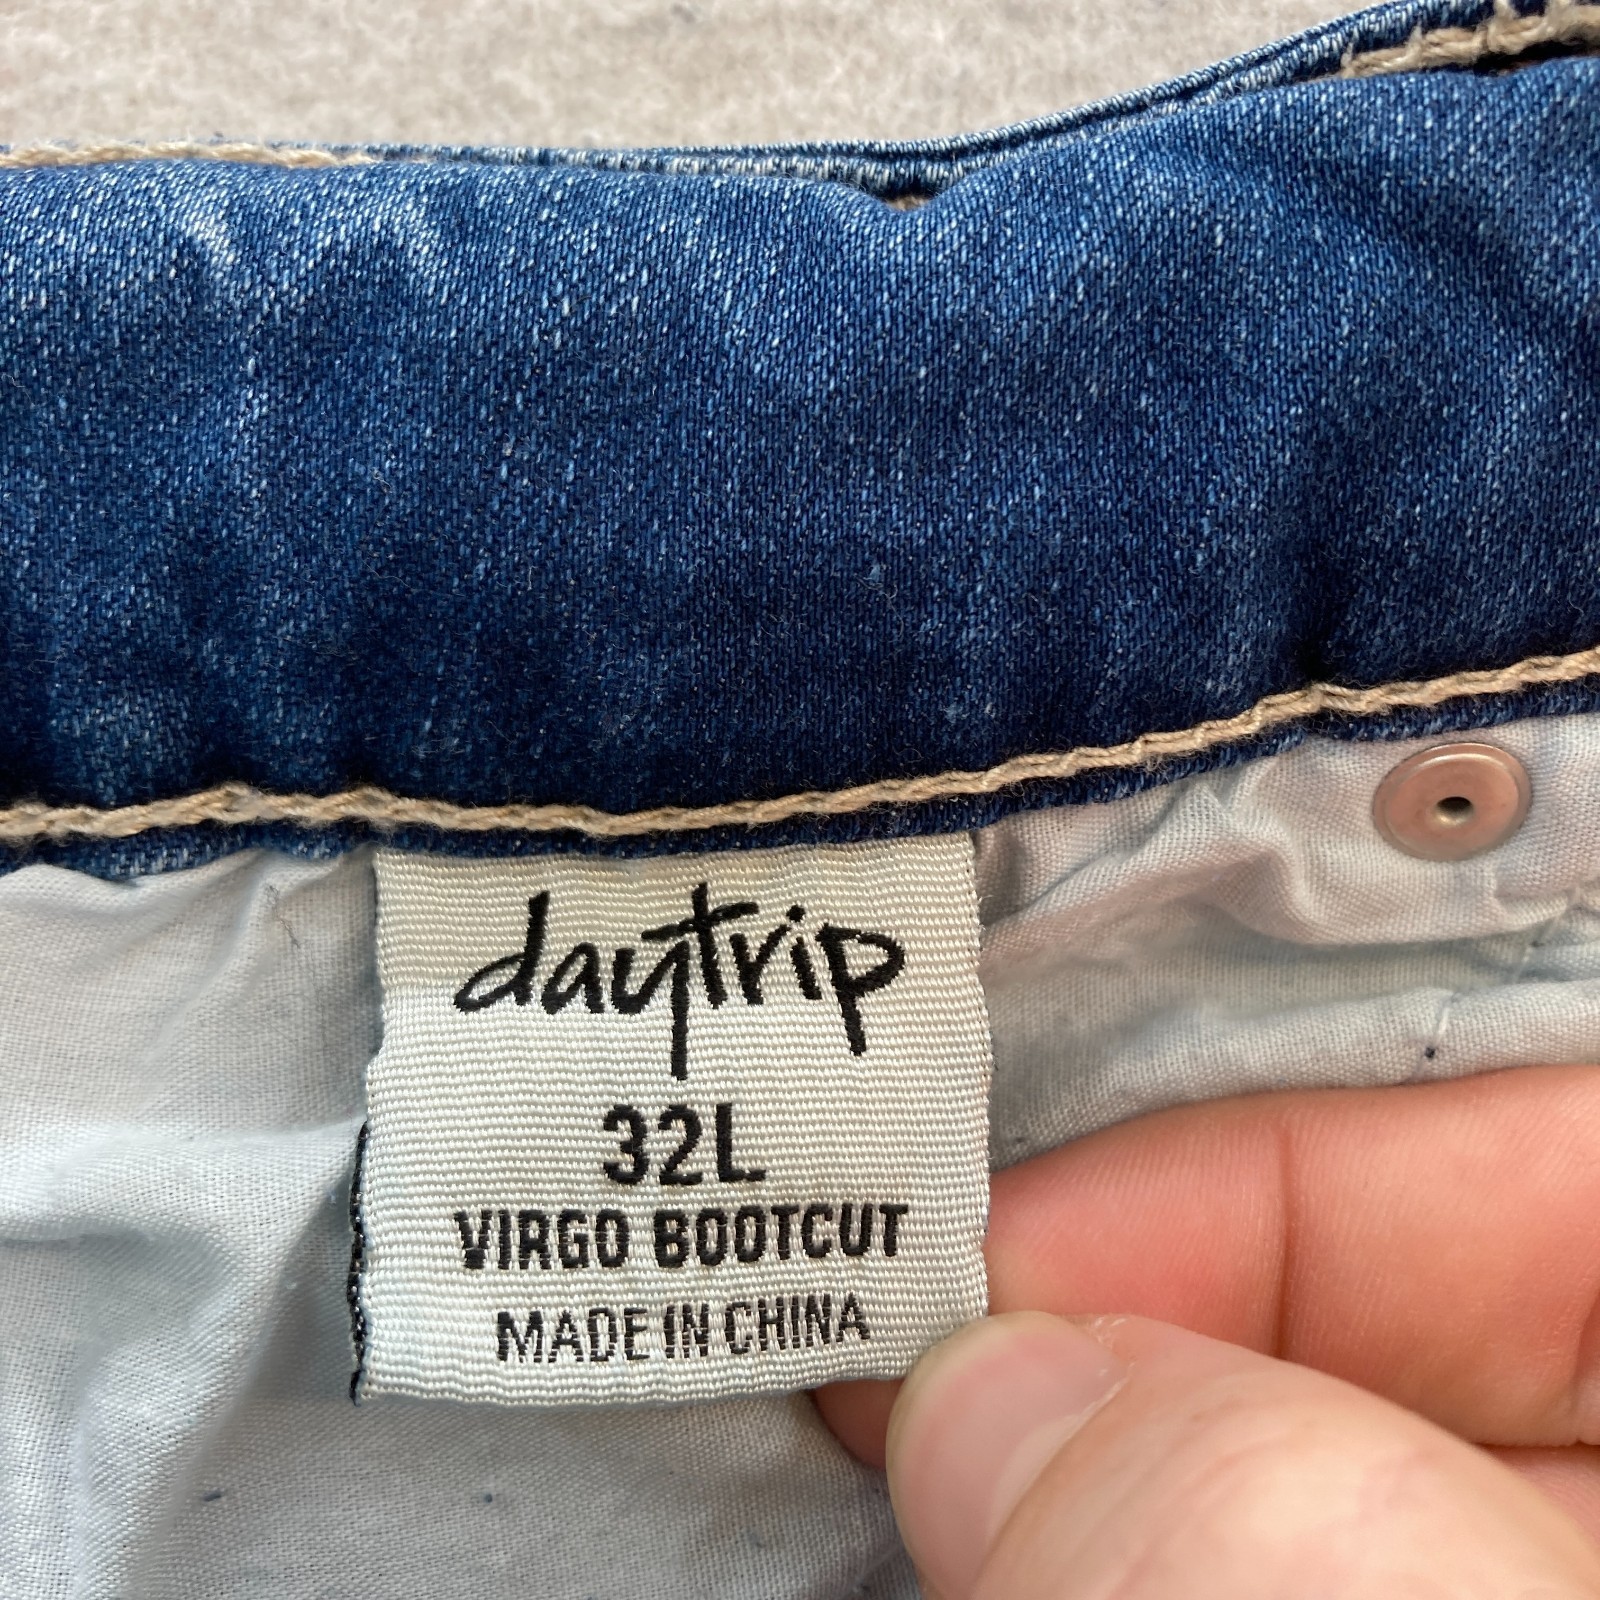 daytrip
32L
VIRGO BOOTCUT
MADE IN CHINA